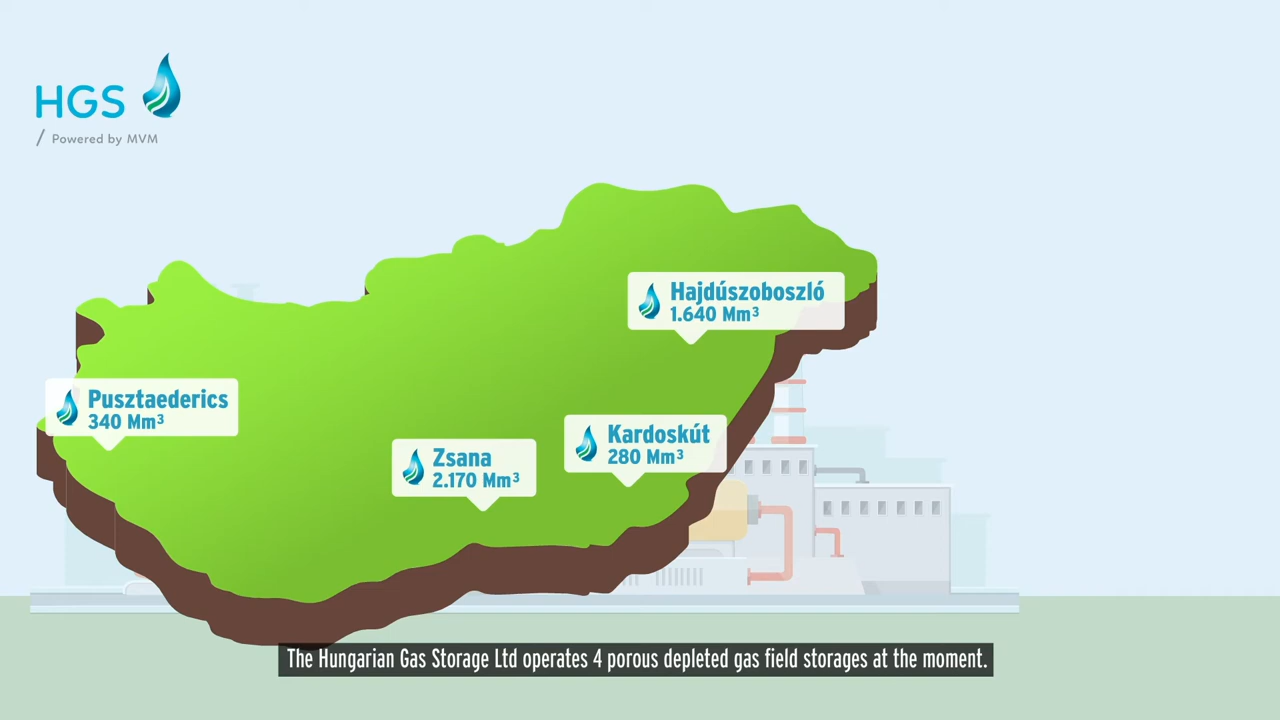 HGS
/ Powered by MVM
Hajdúszoboszló
1.640 Mm³
Pusztaederics
340 Mm³
Kardoskút
280 Mm³
Zsana
2.170 Mm³
The Hungarian Gas Storage Ltd operates 4 porous depleted gas field storages at the moment.